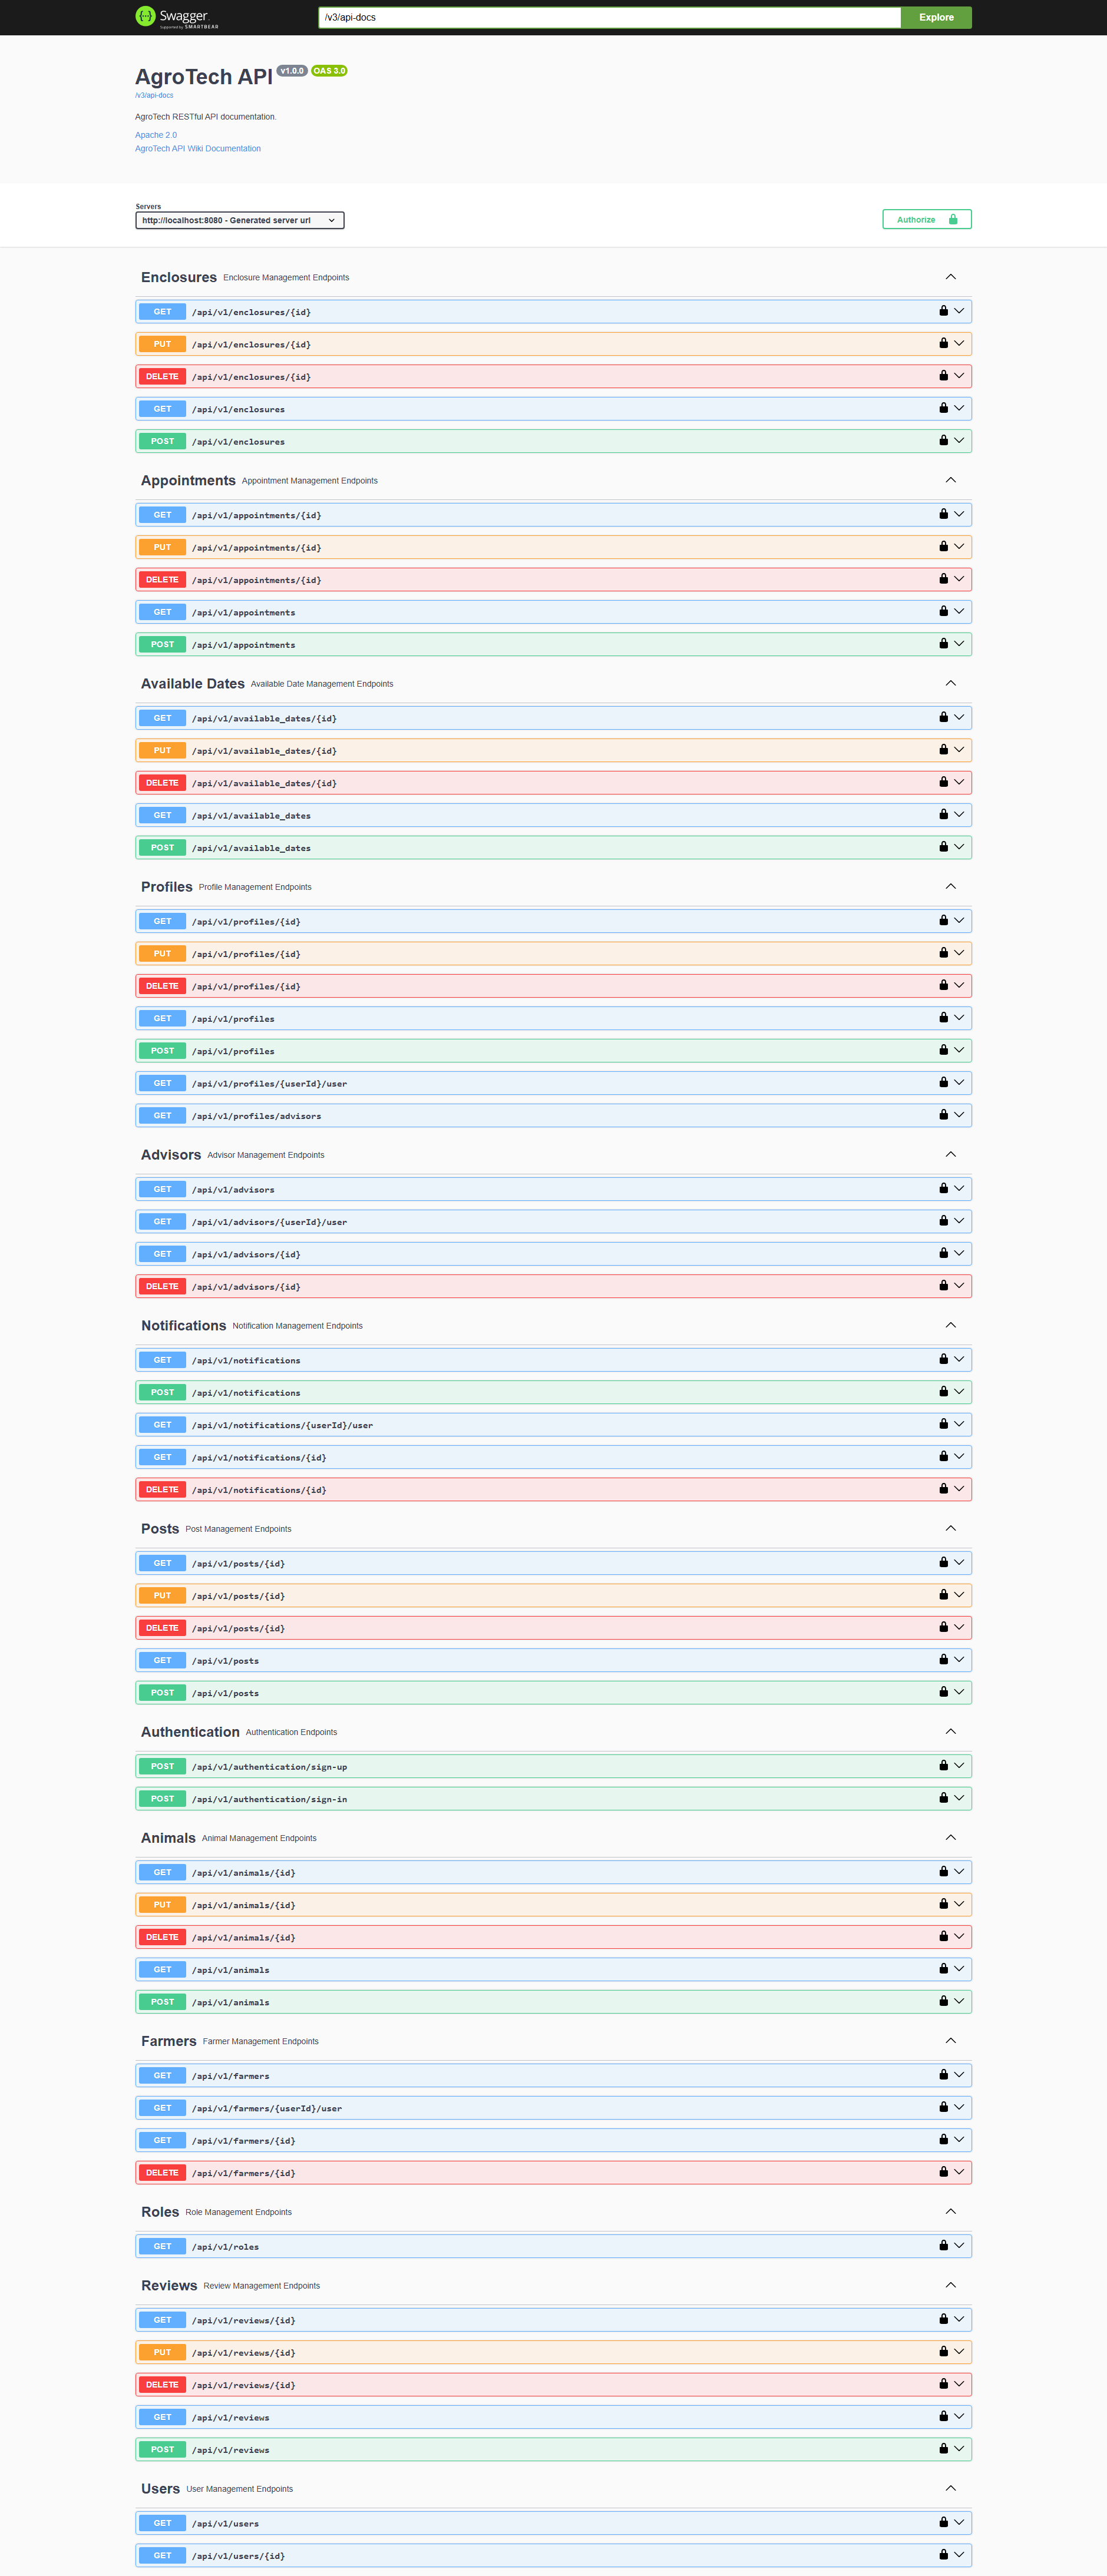 Swagger
Supported by SMARTBEAR
/v3/api-docs
Explore
AgroTech API v1.0.0 OAS 3.0
/v3/api-docs
AgroTech RESTful API documentation.
Apache 2.0
AgroTech API Wiki Documentation
Servers
http://localhost:8080 - Generated server url
Authorize
Enclosures Enclosure Management Endpoints
GET /api/v1/enclosures/{id}
PUT /api/v1/enclosures/{id}
DELETE /api/v1/enclosures/{id}
GET /api/v1/enclosures
POST /api/v1/enclosures
Appointments Appointment Management Endpoints
GET /api/v1/appointments/{id}
PUT /api/v1/appointments/{id}
DELETE /api/v1/appointments/{id}
GET /api/v1/appointments
POST /api/v1/appointments
Available Dates Available Date Management Endpoints
GET /api/v1/available_dates/{id}
PUT /api/v1/available_dates/{id}
DELETE /api/v1/available_dates/{id}
GET /api/v1/available_dates
POST /api/v1/available_dates
Profiles Profile Management Endpoints
GET /api/v1/profiles/{id}
PUT /api/v1/profiles/{id}
DELETE /api/v1/profiles/{id}
GET /api/v1/profiles
POST /api/v1/profiles
GET /api/v1/profiles/{userId}/user
GET /api/v1/profiles/advisors
Advisors Advisor Management Endpoints
GET /api/v1/advisors
GET /api/v1/advisors/{userId}/user
GET /api/v1/advisors/{id}
DELETE /api/v1/advisors/{id}
Notifications Notification Management Endpoints
GET /api/v1/notifications
POST /api/v1/notifications
GET /api/v1/notifications/{userId}/user
GET /api/v1/notifications/{id}
DELETE /api/v1/notifications/{id}
Posts Post Management Endpoints
GET /api/v1/posts/{id}
PUT /api/v1/posts/{id}
DELETE /api/v1/posts/{id}
GET /api/v1/posts
POST /api/v1/posts
Authentication Authentication Endpoints
POST /api/v1/authentication/sign-up
POST /api/v1/authentication/sign-in
Animals Animal Management Endpoints
GET /api/v1/animals/{id}
PUT /api/v1/animals/{id}
DELETE /api/v1/animals/{id}
GET /api/v1/animals
POST /api/v1/animals
Farmers Farmer Management Endpoints
GET /api/v1/farmers
GET /api/v1/farmers/{userId}/user
GET /api/v1/farmers/{id}
DELETE /api/v1/farmers/{id}
Roles Role Management Endpoints
GET /api/v1/roles
Reviews Review Management Endpoints
GET /api/v1/reviews/{id}
PUT /api/v1/reviews/{id}
DELETE /api/v1/reviews/{id}
GET /api/v1/reviews
POST /api/v1/reviews
Users User Management Endpoints
GET /api/v1/users
GET /api/v1/users/{id}